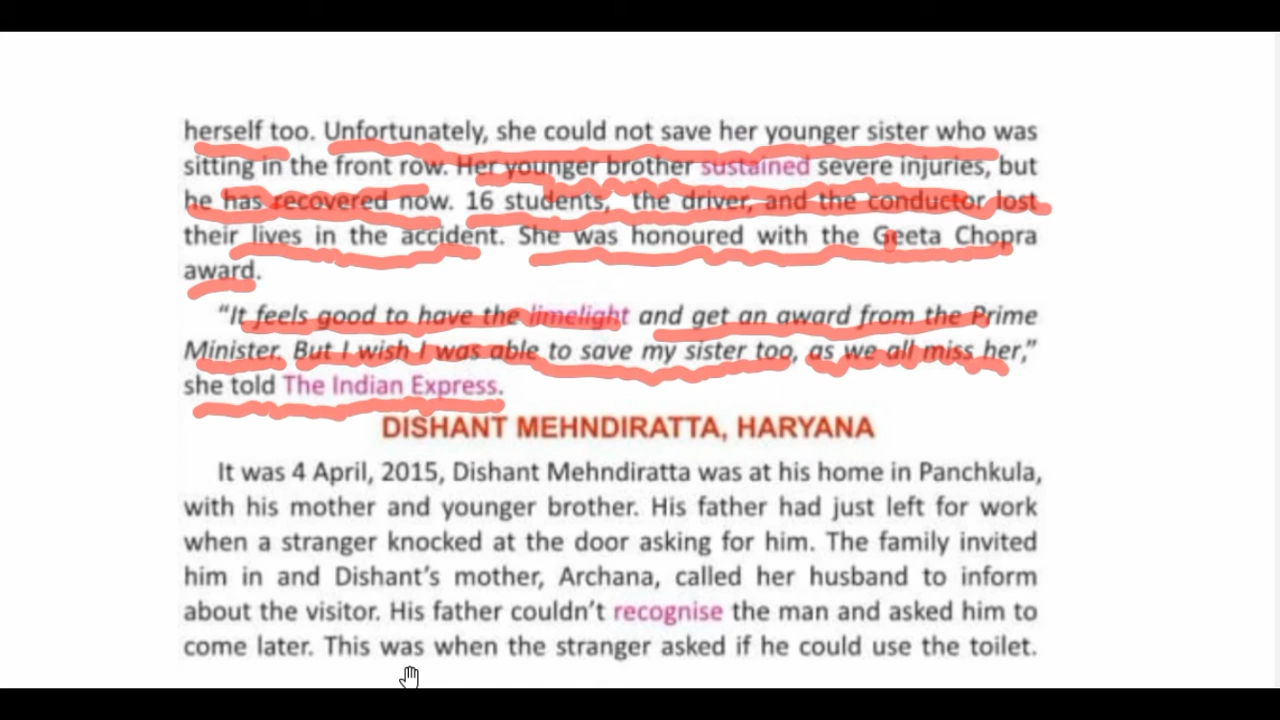 herself too. Unfortunately, she could not save her younger sister who was
sitting in the front row. Her younger brother sustained severe injuries, but
he has recovered now. 16 students, the driver, and the conductor lost
their lives in the accident. She was honoured with the Geeta Chopra
award.
“It feels good to have the limelight and get an award from the Prime
Minister. But I wish I was able to save my sister too, as we all miss her,”
she told The Indian Express.
DISHANT MEHNDIRATTA, HARYANA
It was 4 April, 2015, Dishant Mehndiratta was at his home in Panchkula,
with his mother and younger brother. His father had just left for work
when a stranger knocked at the door asking for him. The family invited
him in and Dishant’s mother, Archana, called her husband to inform
about the visitor. His father couldn’t recognise the man and asked him to
come later. This was when the stranger asked if he could use the toilet.